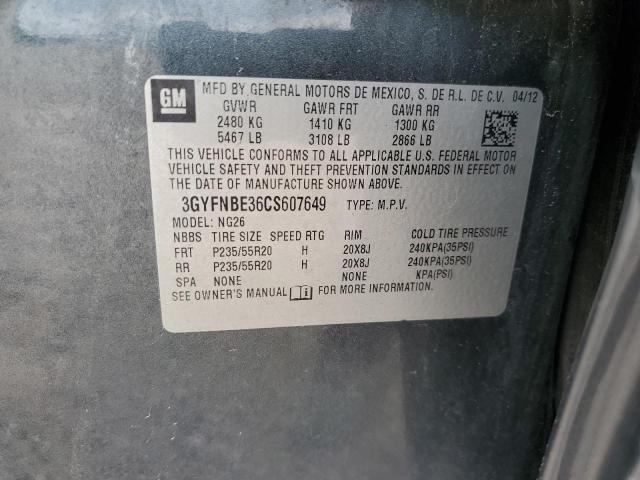 GM
MFD BY GENERAL MOTORS DE MEXICO, S. DE R.L. DE C.V. 04/12
GVWR GAWR FRT GAWR RR
2480 KG 1410 KG 1300 KG
5467 LB 3108 LB 2866 LB
THIS VEHICLE CONFORMS TO ALL APPLICABLE U.S. FEDERAL MOTOR
VEHICLE SAFETY AND THEFT PREVENTION STANDARDS IN EFFECT ON THE
DATE OF MANUFACTURE SHOWN ABOVE.
3GYFNBE36CS607649 TYPE: M.P.V.
MODEL: NG26
NBBS TIRE SIZE SPEED RTG RIM COLD TIRE PRESSURE
FRT P235/55R20 H 20X8J 240KPA(35PSI)
RR P235/55R20 H 20X8J 240KPA(35PSI)
SPA NONE NONE KPA(PSI)
SEE OWNER'S MANUAL FOR MORE INFORMATION.